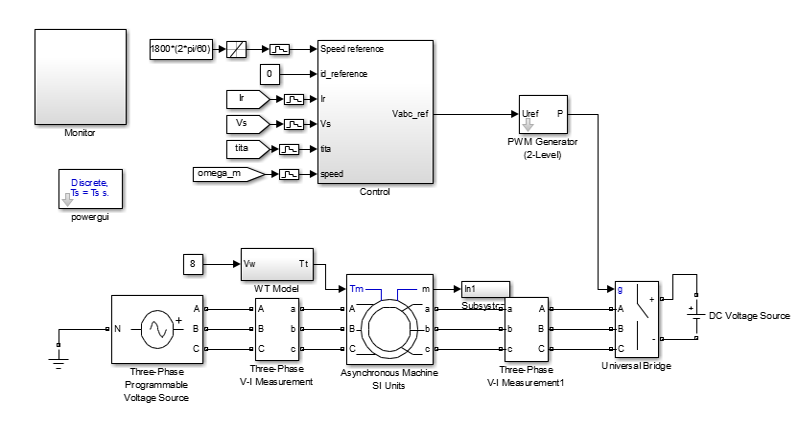 1800*(2*pi/60)
Speed reference
0
id_reference
Ir
Ir
Vabc_ref
Vs
Vs
tita
tita
omega_m
speed
Control
Monitor
Discrete,
Ts = Ts s.
powergui
Uref
P
PWM Generator
(2-Level)
8
Vw
Tt
WT Model
Tm
m
In1
g
N
A
B
C
+
A
B
C
a
b
c
A
B
C
a
b
c
a
b
c
A
B
C
A
B
C
+
-
+
DC Voltage Source
Three-Phase
Programmable
Voltage Source
Three-Phase
V-I Measurement
Asynchronous Machine
SI Units
Three-Phase
V-I Measurement1
Universal Bridge